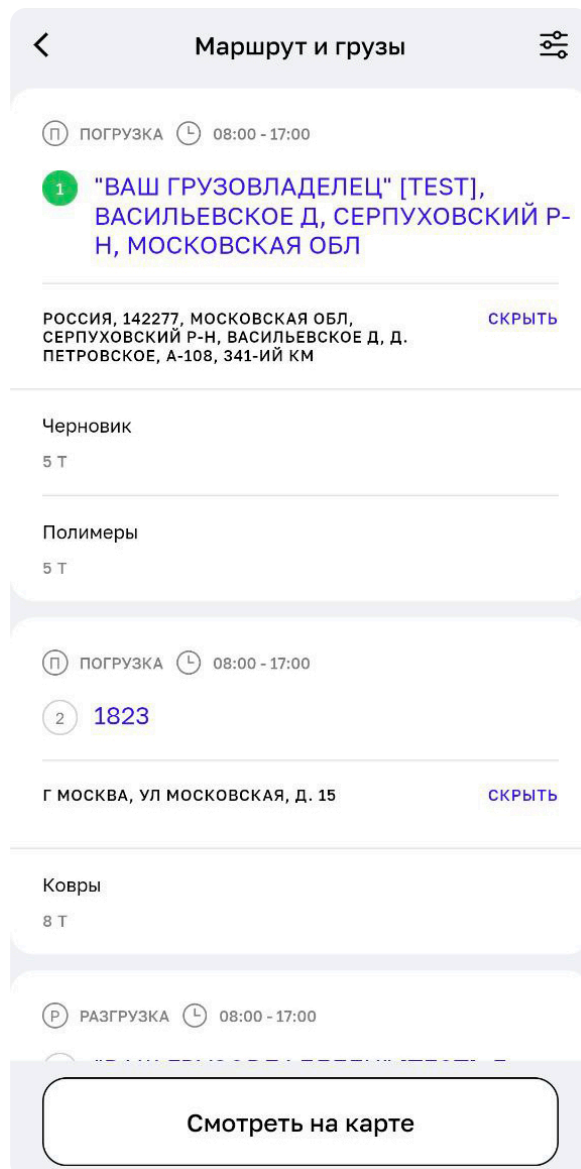 Маршрут и грузы
П ПОГРУЗКА 08:00 - 17:00
1 "ВАШ ГРУЗОВЛАДЕЛЕЦ" [TEST],
ВАСИЛЬЕВСКОЕ Д, СЕРПУХОВСКИЙ Р-
Н, МОСКОВСКАЯ ОБЛ
РОССИЯ, 142277, МОСКОВСКАЯ ОБЛ, СКРЫТЬ
СЕРПУХОВСКИЙ Р-Н, ВАСИЛЬЕВСКОЕ Д, Д.
ПЕТРОВСКОЕ, А-108, 341-ИЙ КМ
Черновик
5 Т
Полимеры
5 Т
П ПОГРУЗКА 08:00 - 17:00
2 1823
Г МОСКВА, УЛ МОСКОВСКАЯ, Д. 15 СКРЫТЬ
Ковры
8 Т
Р РАЗГРУЗКА 08:00 - 17:00
Смотреть на карте